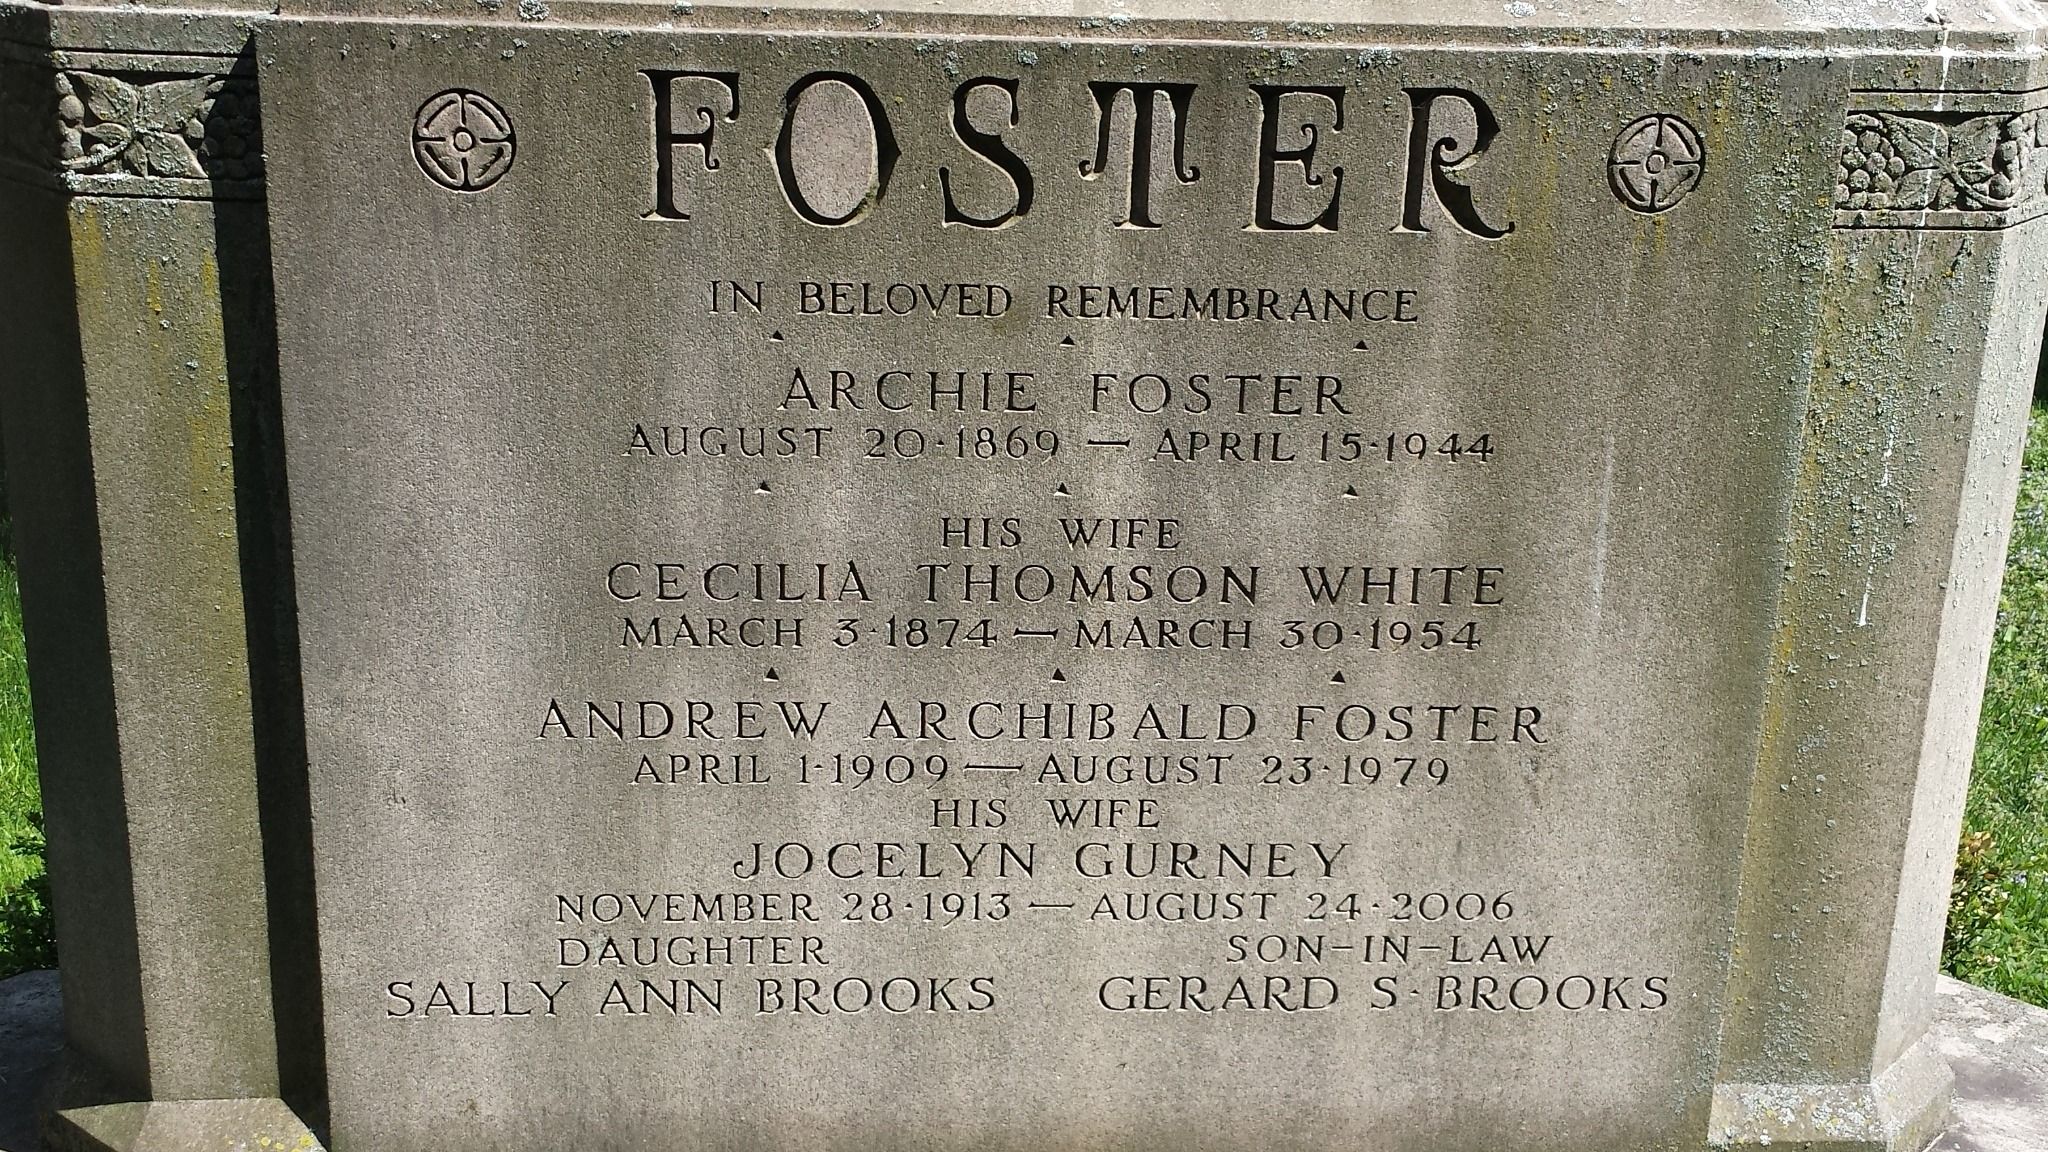 FOSTER
IN BELOVED REMEMBRANCE
ARCHIE FOSTER
AUGUST 20·1869 — APRIL 15·1944
HIS WIFE
CECILIA THOMSON WHITE
MARCH 3·1874 — MARCH 30·1954
ANDREW ARCHIBALD FOSTER
APRIL 1·1909 — AUGUST 23·1979
HIS WIFE
JOCELYN GURNEY
NOVEMBER 28·1913 — AUGUST 24·2006
DAUGHTER SON-IN-LAW
SALLY ANN BROOKS GERARD S·BROOKS